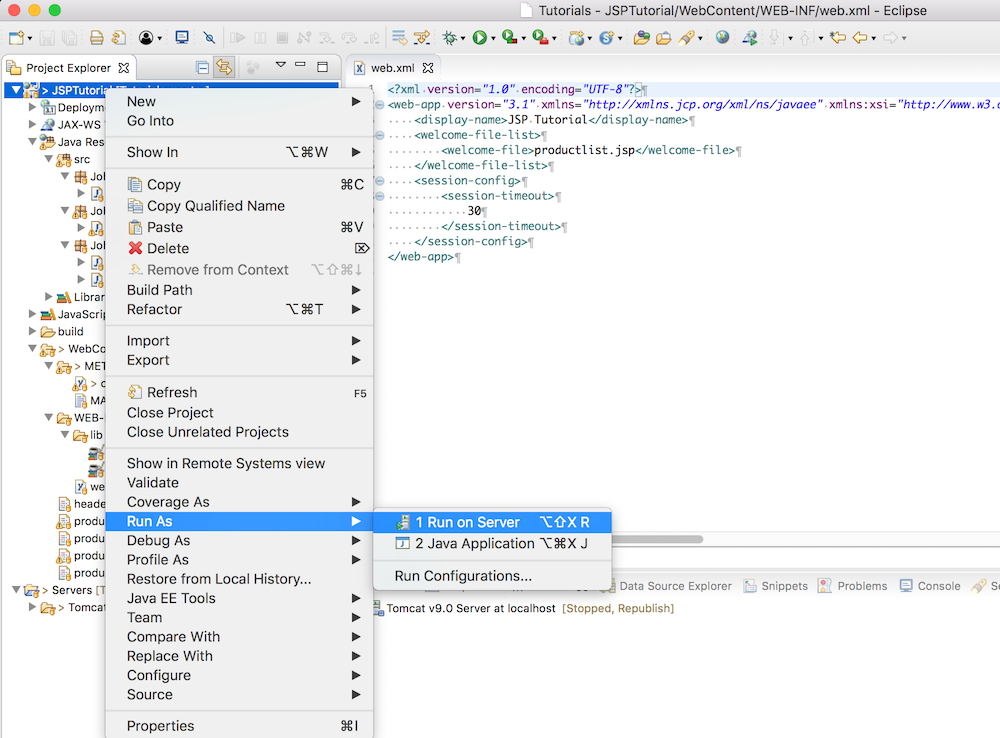 Tutorials - JSPTutorial/WebContent/WEB-INF/web.xml - Eclipse
Project Explorer
web.xml
> JSPTutorial
Deploym
JAX-WS
Java Res
src
Joh
Joh
Joh
Librar
JavaScrip
build
> WebCo
> MET
> c
MA
WEB-
lib
we
heade
produ
produ
produ
produ
> Servers [T
> Tomca
New
Go Into
Show In ⌥⌘W
Copy ⌘C
Copy Qualified Name
Paste ⌘V
Delete ⌦
Remove from Context ⌥⇧⌘↓
Build Path
Refactor ⌥⌘T
Import
Export
Refresh F5
Close Project
Close Unrelated Projects
Show in Remote Systems view
Validate
Coverage As
Run As
Debug As
Profile As
Restore from Local History...
Java EE Tools
Team
Compare With
Replace With
Configure
Source
Properties ⌘I
1 Run on Server ⌥⇧X R
2 Java Application ⌥⌘X J
Run Configurations...
1 <?xml version="1.0" encoding="UTF-8"?>¶
<web-app version="3.1" xmlns="http://xmlns.jcp.org/xml/ns/javaee" xmlns:xsi="http://www.w3.o
<display-name>JSP Tutorial</display-name>¶
<welcome-file-list>¶
<welcome-file>productlist.jsp</welcome-file>¶
</welcome-file-list>¶
<session-config>¶
<session-timeout>¶
30¶
</session-timeout>¶
</session-config>¶
</web-app>¶
Data Source Explorer
Snippets
Problems
Console
Se
Tomcat v9.0 Server at localhost [Stopped, Republish]